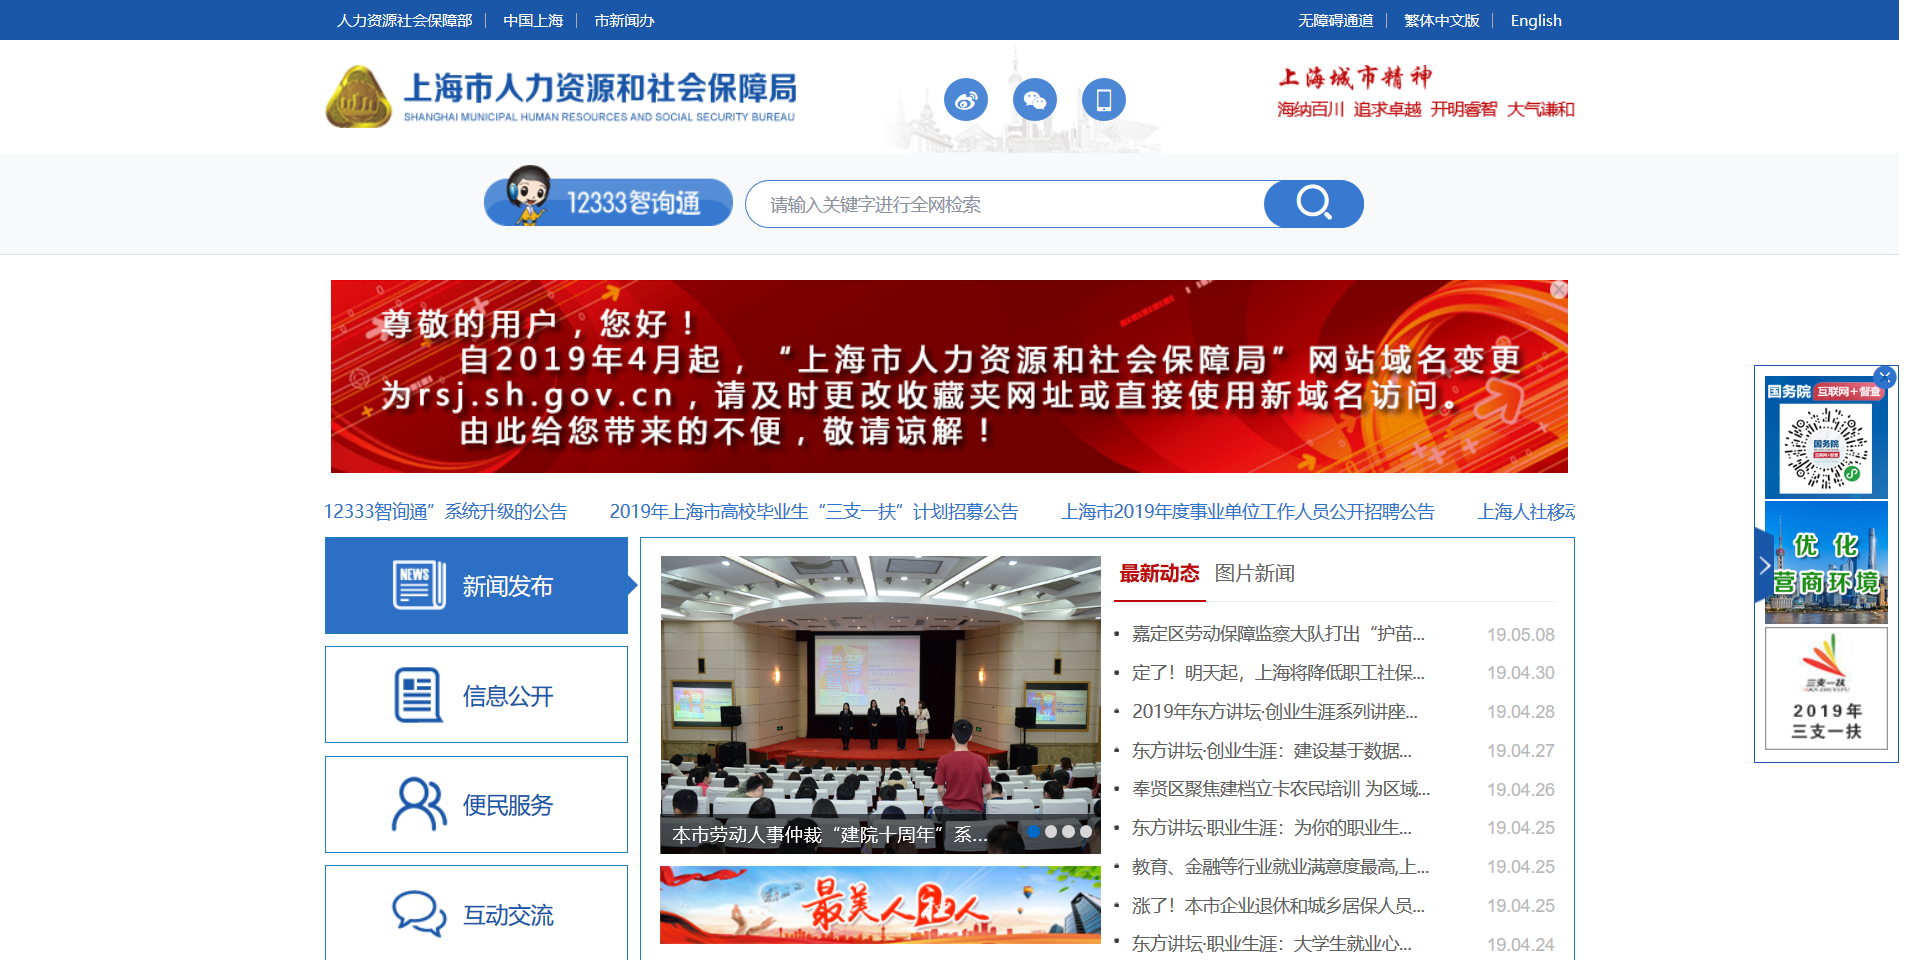 人力资源社会保障部 中国上海 市新闻办
无障碍通道 繁体中文版 English
上海市人力资源和社会保障局
SHANGHAI MUNICIPAL HUMAN RESOURCES AND SOCIAL SECURITY BUREAU
上海城市精神
海纳百川 追求卓越 开明睿智 大气谦和
12333智询通
请输入关键字进行全网检索
尊敬的用户，您好！
自2019年4月起，“上海市人力资源和社会保障局”网站域名变更
为rsj.sh.gov.cn，请及时更改收藏夹网址或直接使用新域名访问。
由此给您带来的不便，敬请谅解！
12333智询通”系统升级的公告 2019年上海市高校毕业生“三支一扶”计划招募公告 上海市2019年度事业单位工作人员公开招聘公告 上海人社移动
NEWS
新闻发布
信息公开
便民服务
互动交流
本市劳动人事仲裁“建院十周年”系...
最美人社人
最新动态 图片新闻
嘉定区劳动保障监察大队打出“护苗... 19.05.08
定了！明天起，上海将降低职工社保... 19.04.30
2019年东方讲坛·创业生涯系列讲座... 19.04.28
东方讲坛·创业生涯：建设基于数据... 19.04.27
奉贤区聚焦建档立卡农民培训 为区域... 19.04.26
东方讲坛·职业生涯：为你的职业生... 19.04.25
教育、金融等行业就业满意度最高,上... 19.04.25
涨了！本市企业退休和城乡居保人员... 19.04.25
东方讲坛·职业生涯：大学生就业心... 19.04.24
国务院 互联网+督查
国务院
优化
营商环境
三支一扶
2019年
三支一扶